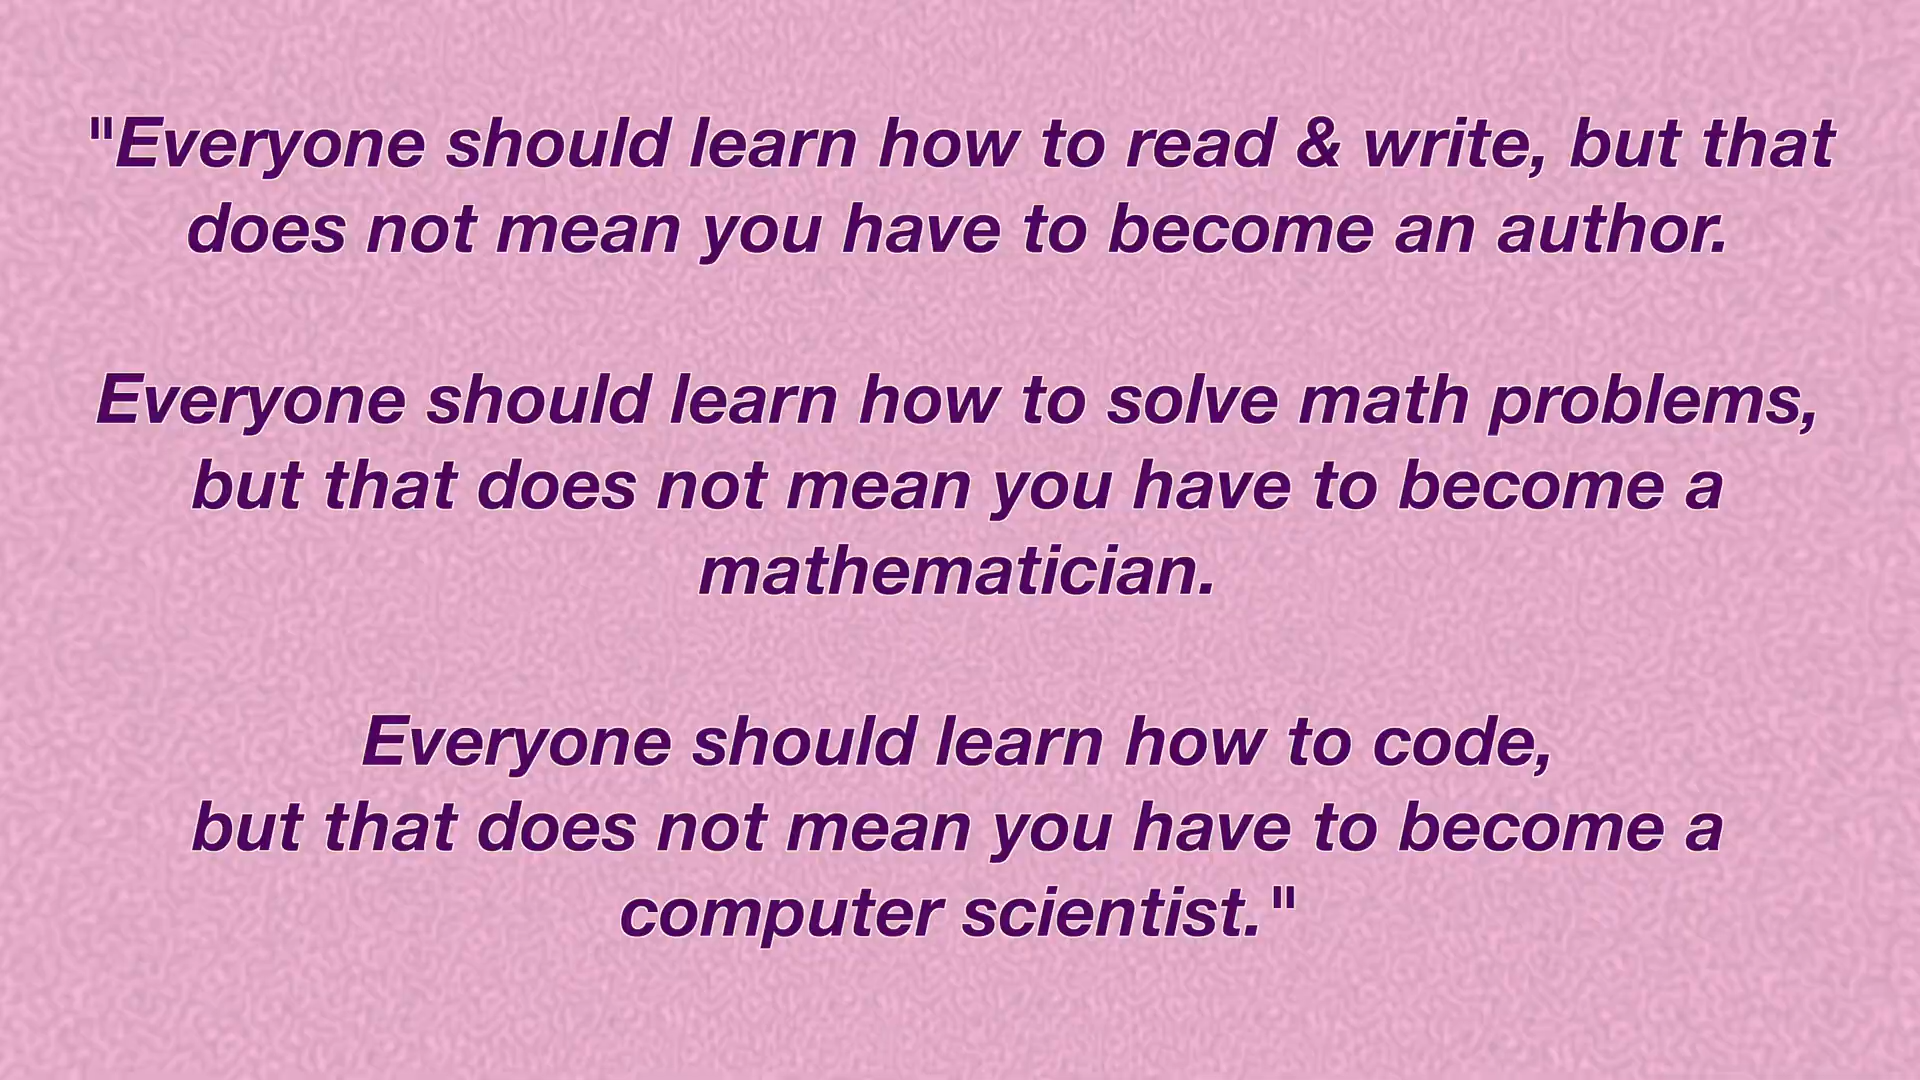 "Everyone should learn how to read & write, but that
does not mean you have to become an author.
Everyone should learn how to solve math problems,
but that does not mean you have to become a
mathematician.
Everyone should learn how to code,
but that does not mean you have to become a
computer scientist."